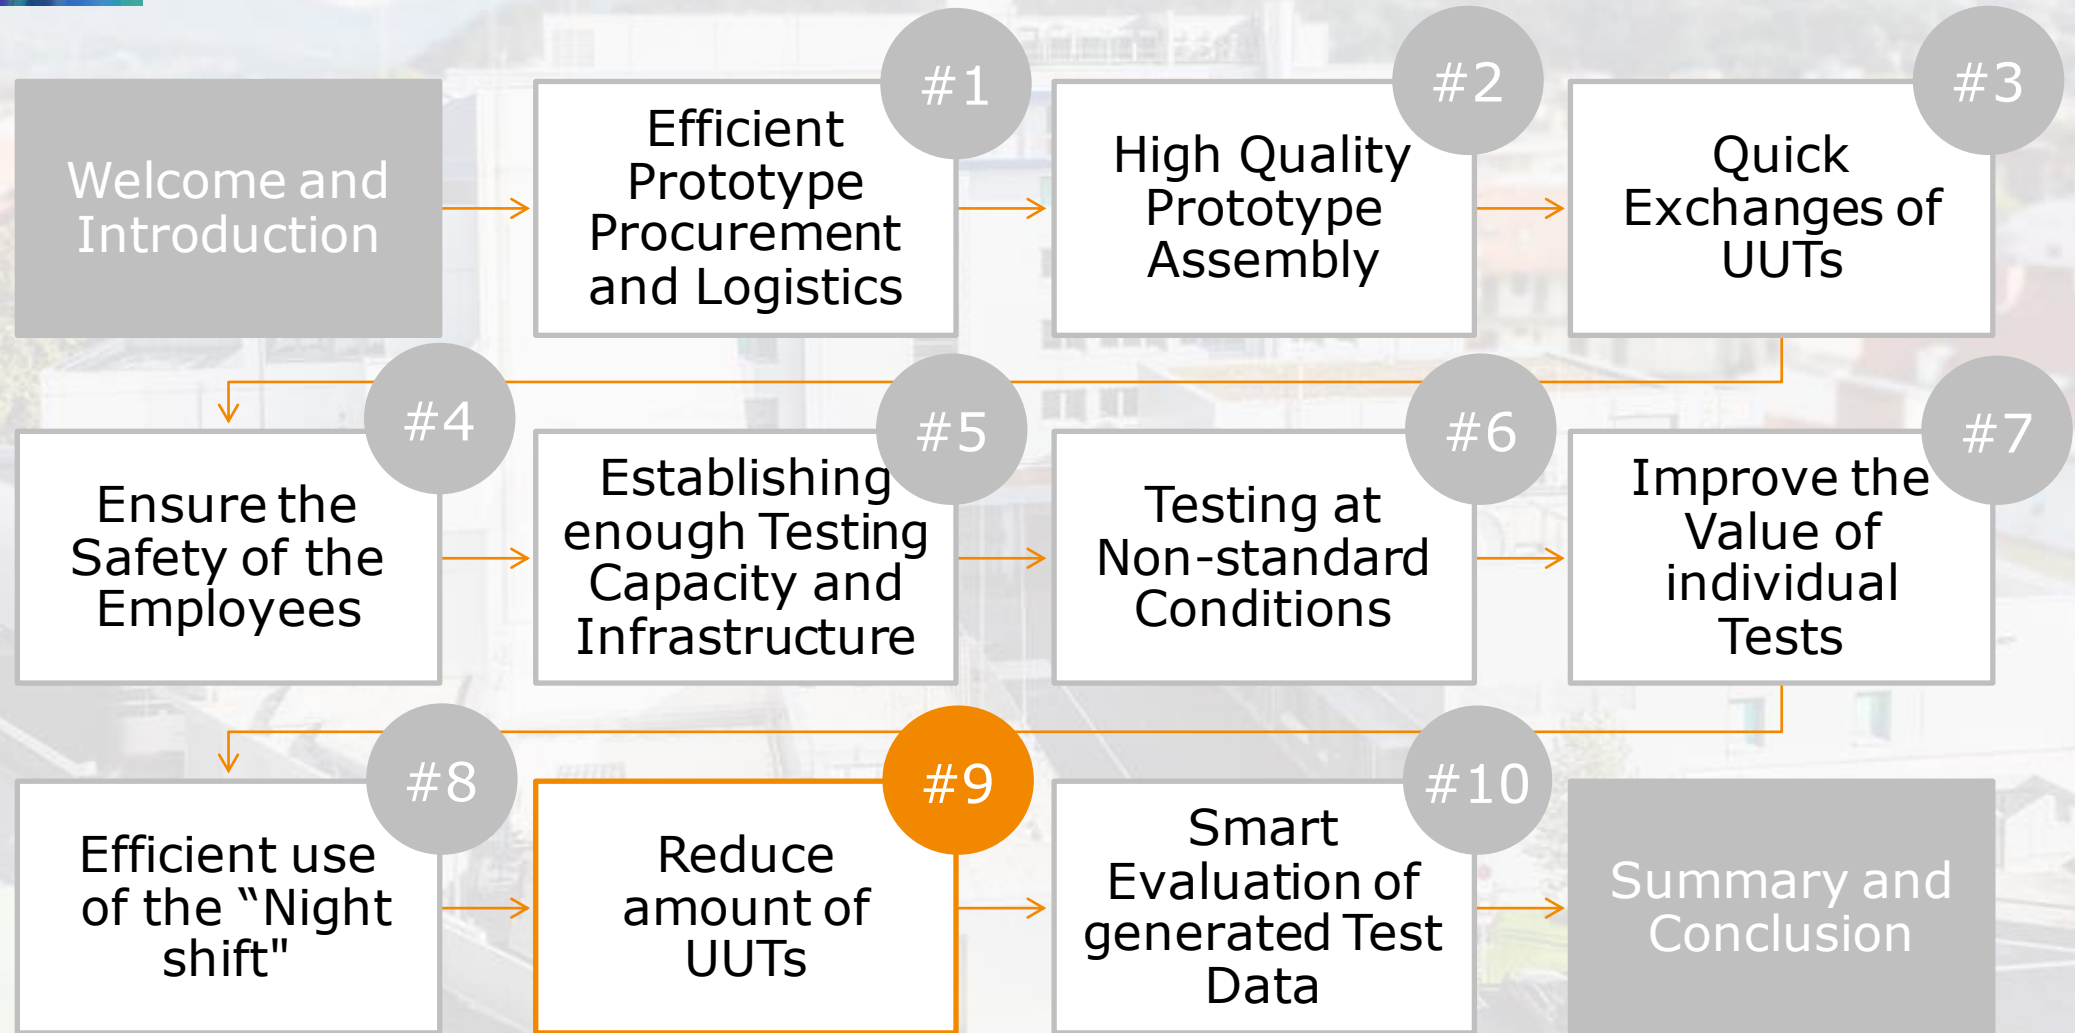 Welcome and
Introduction
#1
Efficient
Prototype
Procurement
and Logistics
#2
High Quality
Prototype
Assembly
#3
Quick
Exchanges of
UUTs
#4
Ensure the
Safety of the
Employees
#5
Establishing
enough Testing
Capacity and
Infrastructure
#6
Testing at
Non-standard
Conditions
#7
Improve the
Value of
individual
Tests
#8
Efficient use
of the “Night
shift"
#9
Reduce
amount of
UUTs
#10
Smart
Evaluation of
generated Test
Data
Summary and
Conclusion